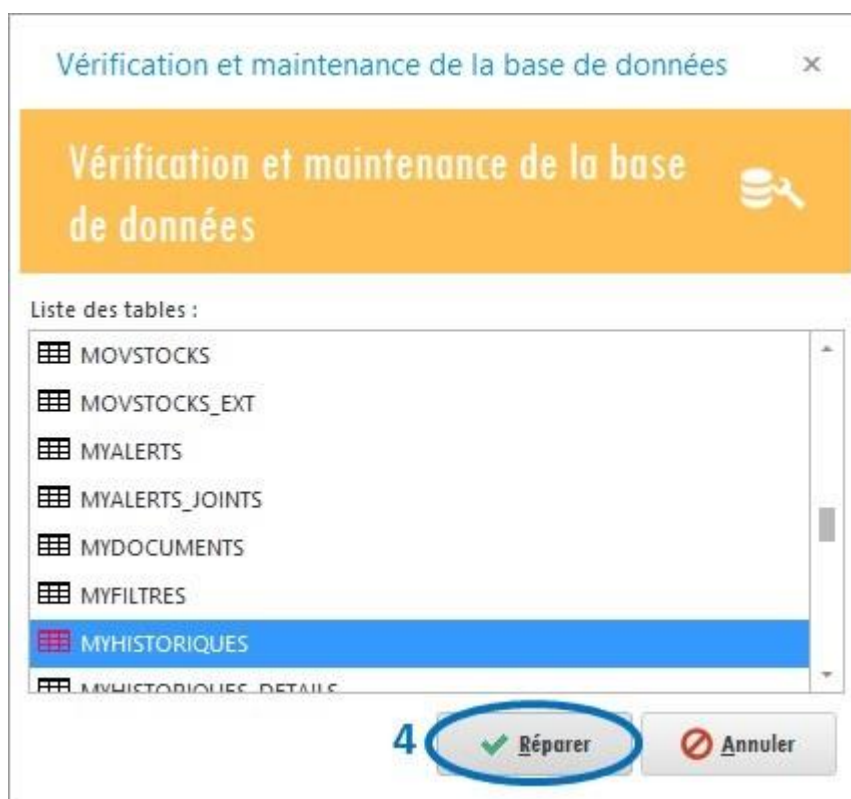 Vérification et maintenance de la base de données
Vérification et maintenance de la base
de données
Liste des tables :
MOVSTOCKS
MOVSTOCKS_EXT
MYALERTS
MYALERTS_JOINTS
MYDOCUMENTS
MYFILTRES
MYHISTORIQUES
MYHISTORIQUES_DETAILS
4 Réparer Annuler